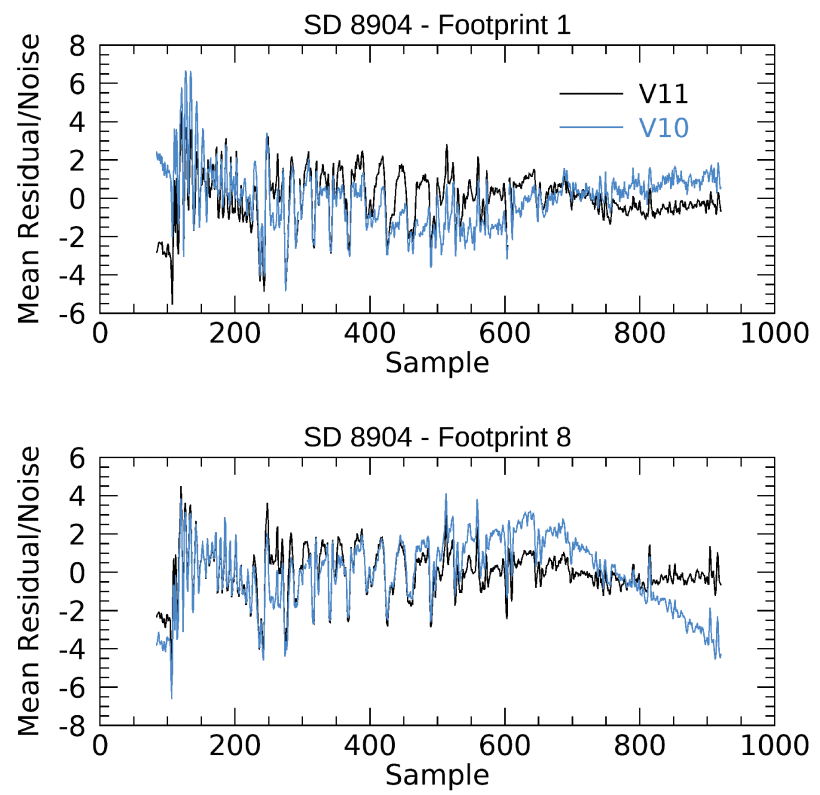 SD 8904 - Footprint 1
8
6
4
2
0
-2
-4
-6
Mean Residual/Noise
V11
V10
0 200 400 600 800 1000
Sample
SD 8904 - Footprint 8
6
4
2
0
-2
-4
-6
-8
Mean Residual/Noise
0 200 400 600 800 1000
Sample